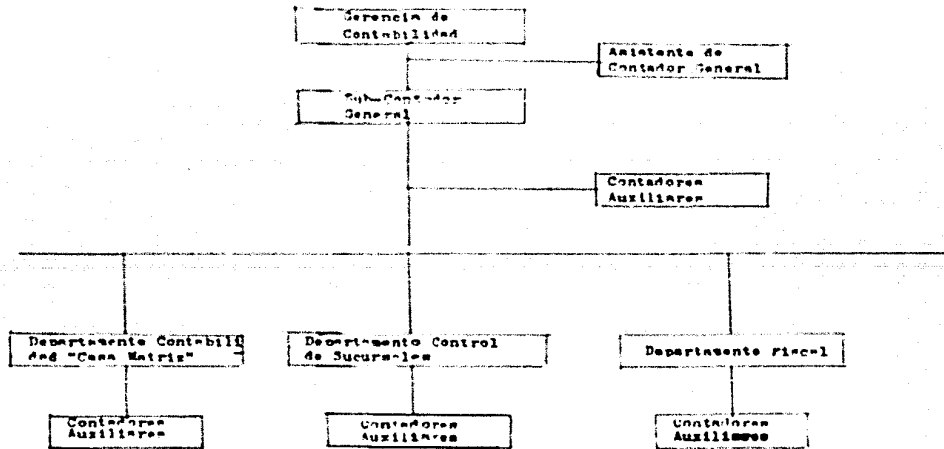 Gerencia de
Contabilidad
Asistente de
Contador General
Sub-Contador
General
Contadores
Auxiliares
Departamento Contabili
dad "Casa Matriz"
Departamento Control
de Sucursales
Departamento Fiscal
Contadores
Auxiliares
Contadores
Auxiliares
Contadores
Auxiliares